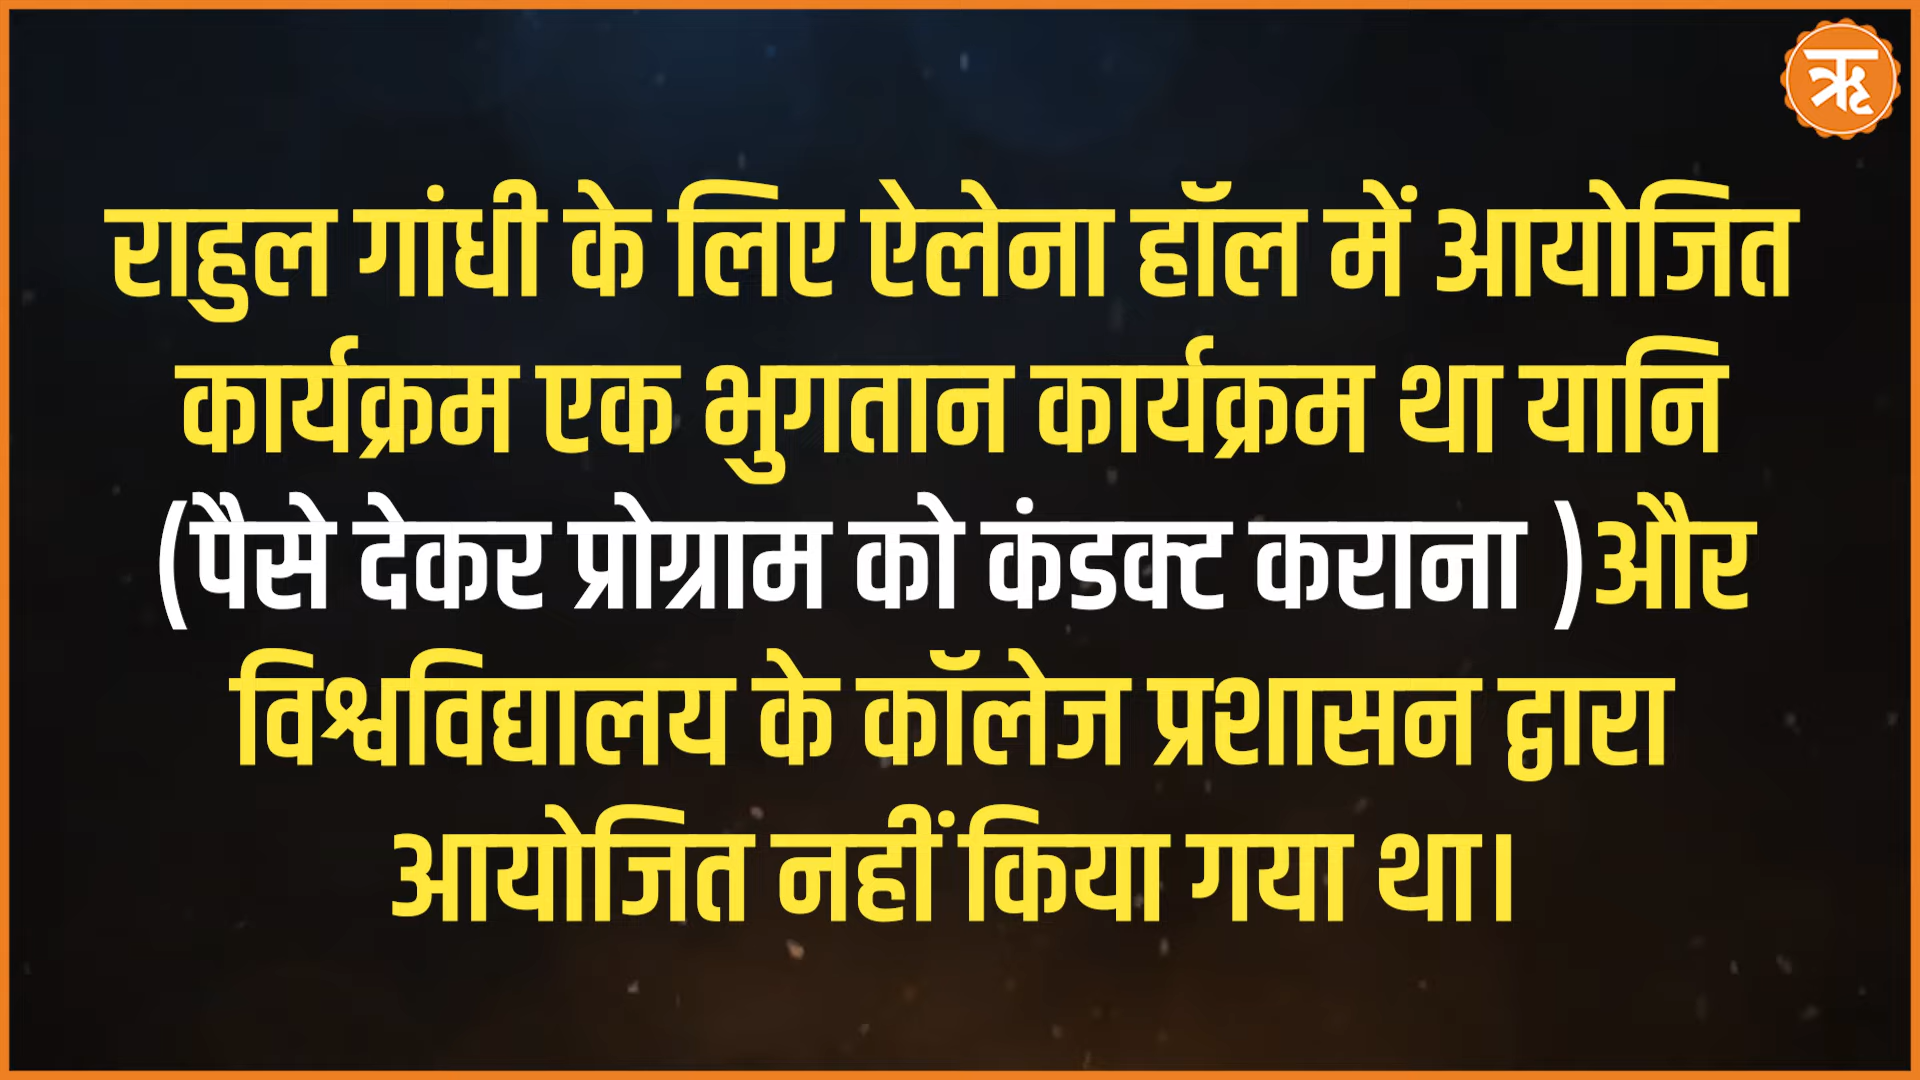 ऋ
राहुल गांधी के लिए ऐलेना हॉल में आयोजित
कार्यक्रम एक भुगतान कार्यक्रम था यानि
(पैसे देकर प्रोग्राम को कंडक्ट कराना )और
विश्वविद्यालय के कॉलेज प्रशासन द्वारा
आयोजित नहीं किया गया था।